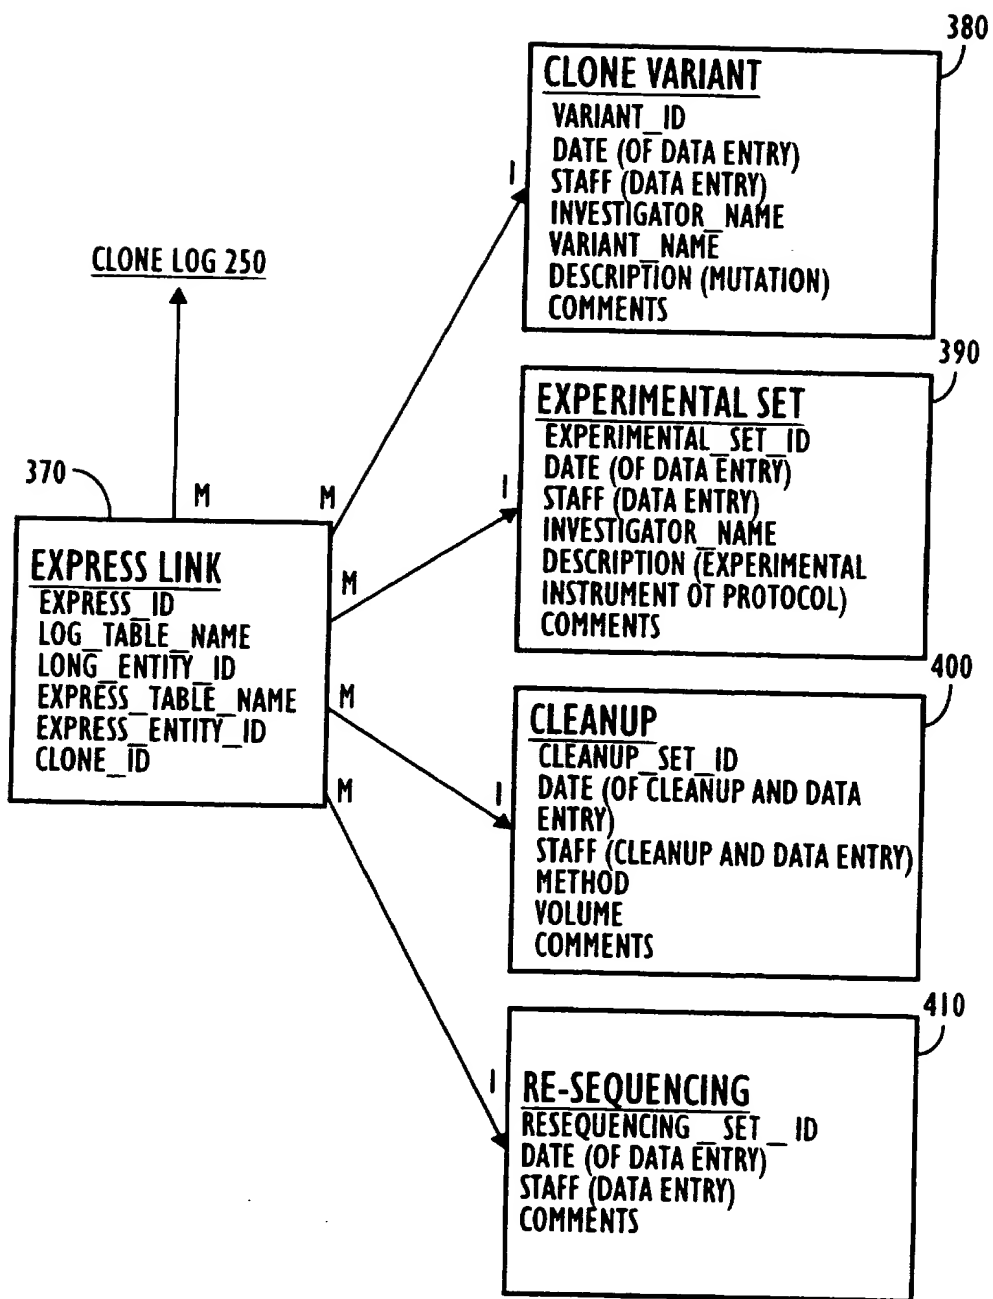 380
CLONE VARIANT
VARIANT_ID
DATE (OF DATA ENTRY)
STAFF (DATA ENTRY)
INVESTIGATOR_NAME
VARIANT_NAME
DESCRIPTION (MUTATION)
COMMENTS
1
CLONE LOG 250
390
EXPERIMENTAL SET
EXPERIMENTAL_SET_ID
DATE (OF DATA ENTRY)
STAFF (DATA ENTRY)
INVESTIGATOR_NAME
DESCRIPTION (EXPERIMENTAL
INSTRUMENT OT PROTOCOL)
COMMENTS
1
370
M
M
M
M
M
EXPRESS LINK
EXPRESS_ID
LOG_TABLE_NAME
LONG_ENTITY_ID
EXPRESS_TABLE_NAME
EXPRESS_ENTITY_ID
CLONE_ID
400
CLEANUP
CLEANUP_SET_ID
DATE (OF CLEANUP AND DATA
ENTRY)
STAFF (CLEANUP AND DATA ENTRY)
METHOD
VOLUME
COMMENTS
1
410
RE-SEQUENCING
RESEQUENCING_SET_ID
DATE (OF DATA ENTRY)
STAFF (DATA ENTRY)
COMMENTS
1